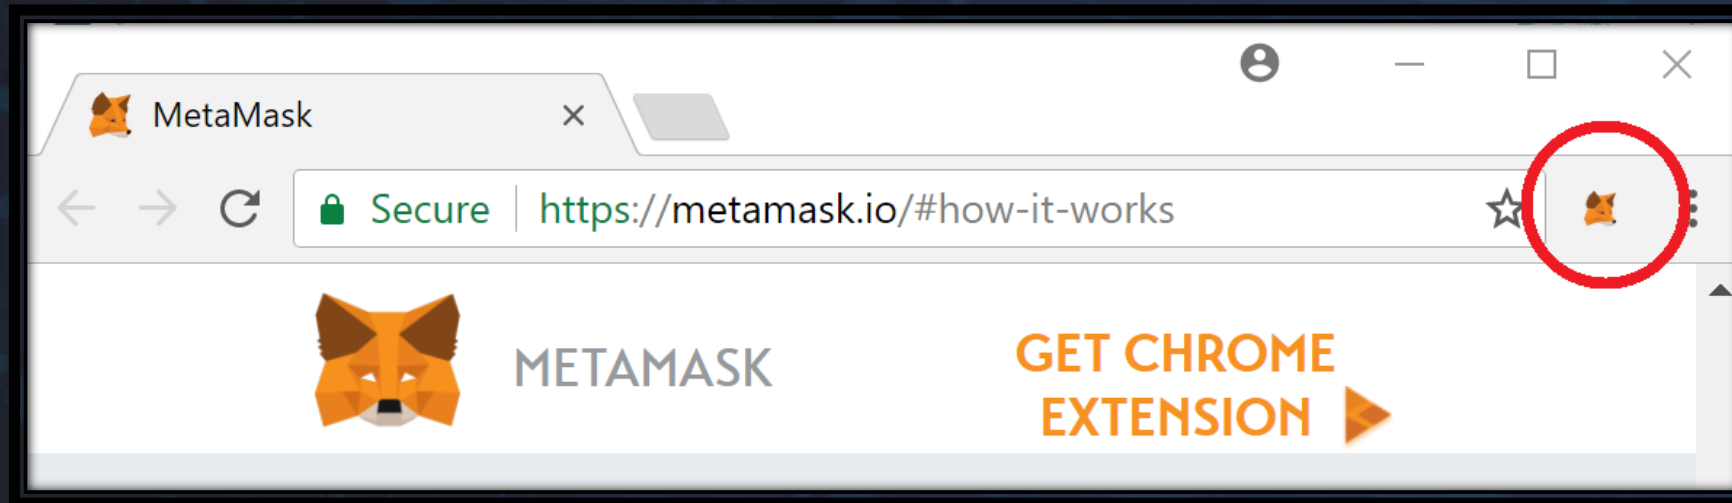 MetaMask
Secure https://metamask.io/#how-it-works
METAMASK
GET CHROME
EXTENSION